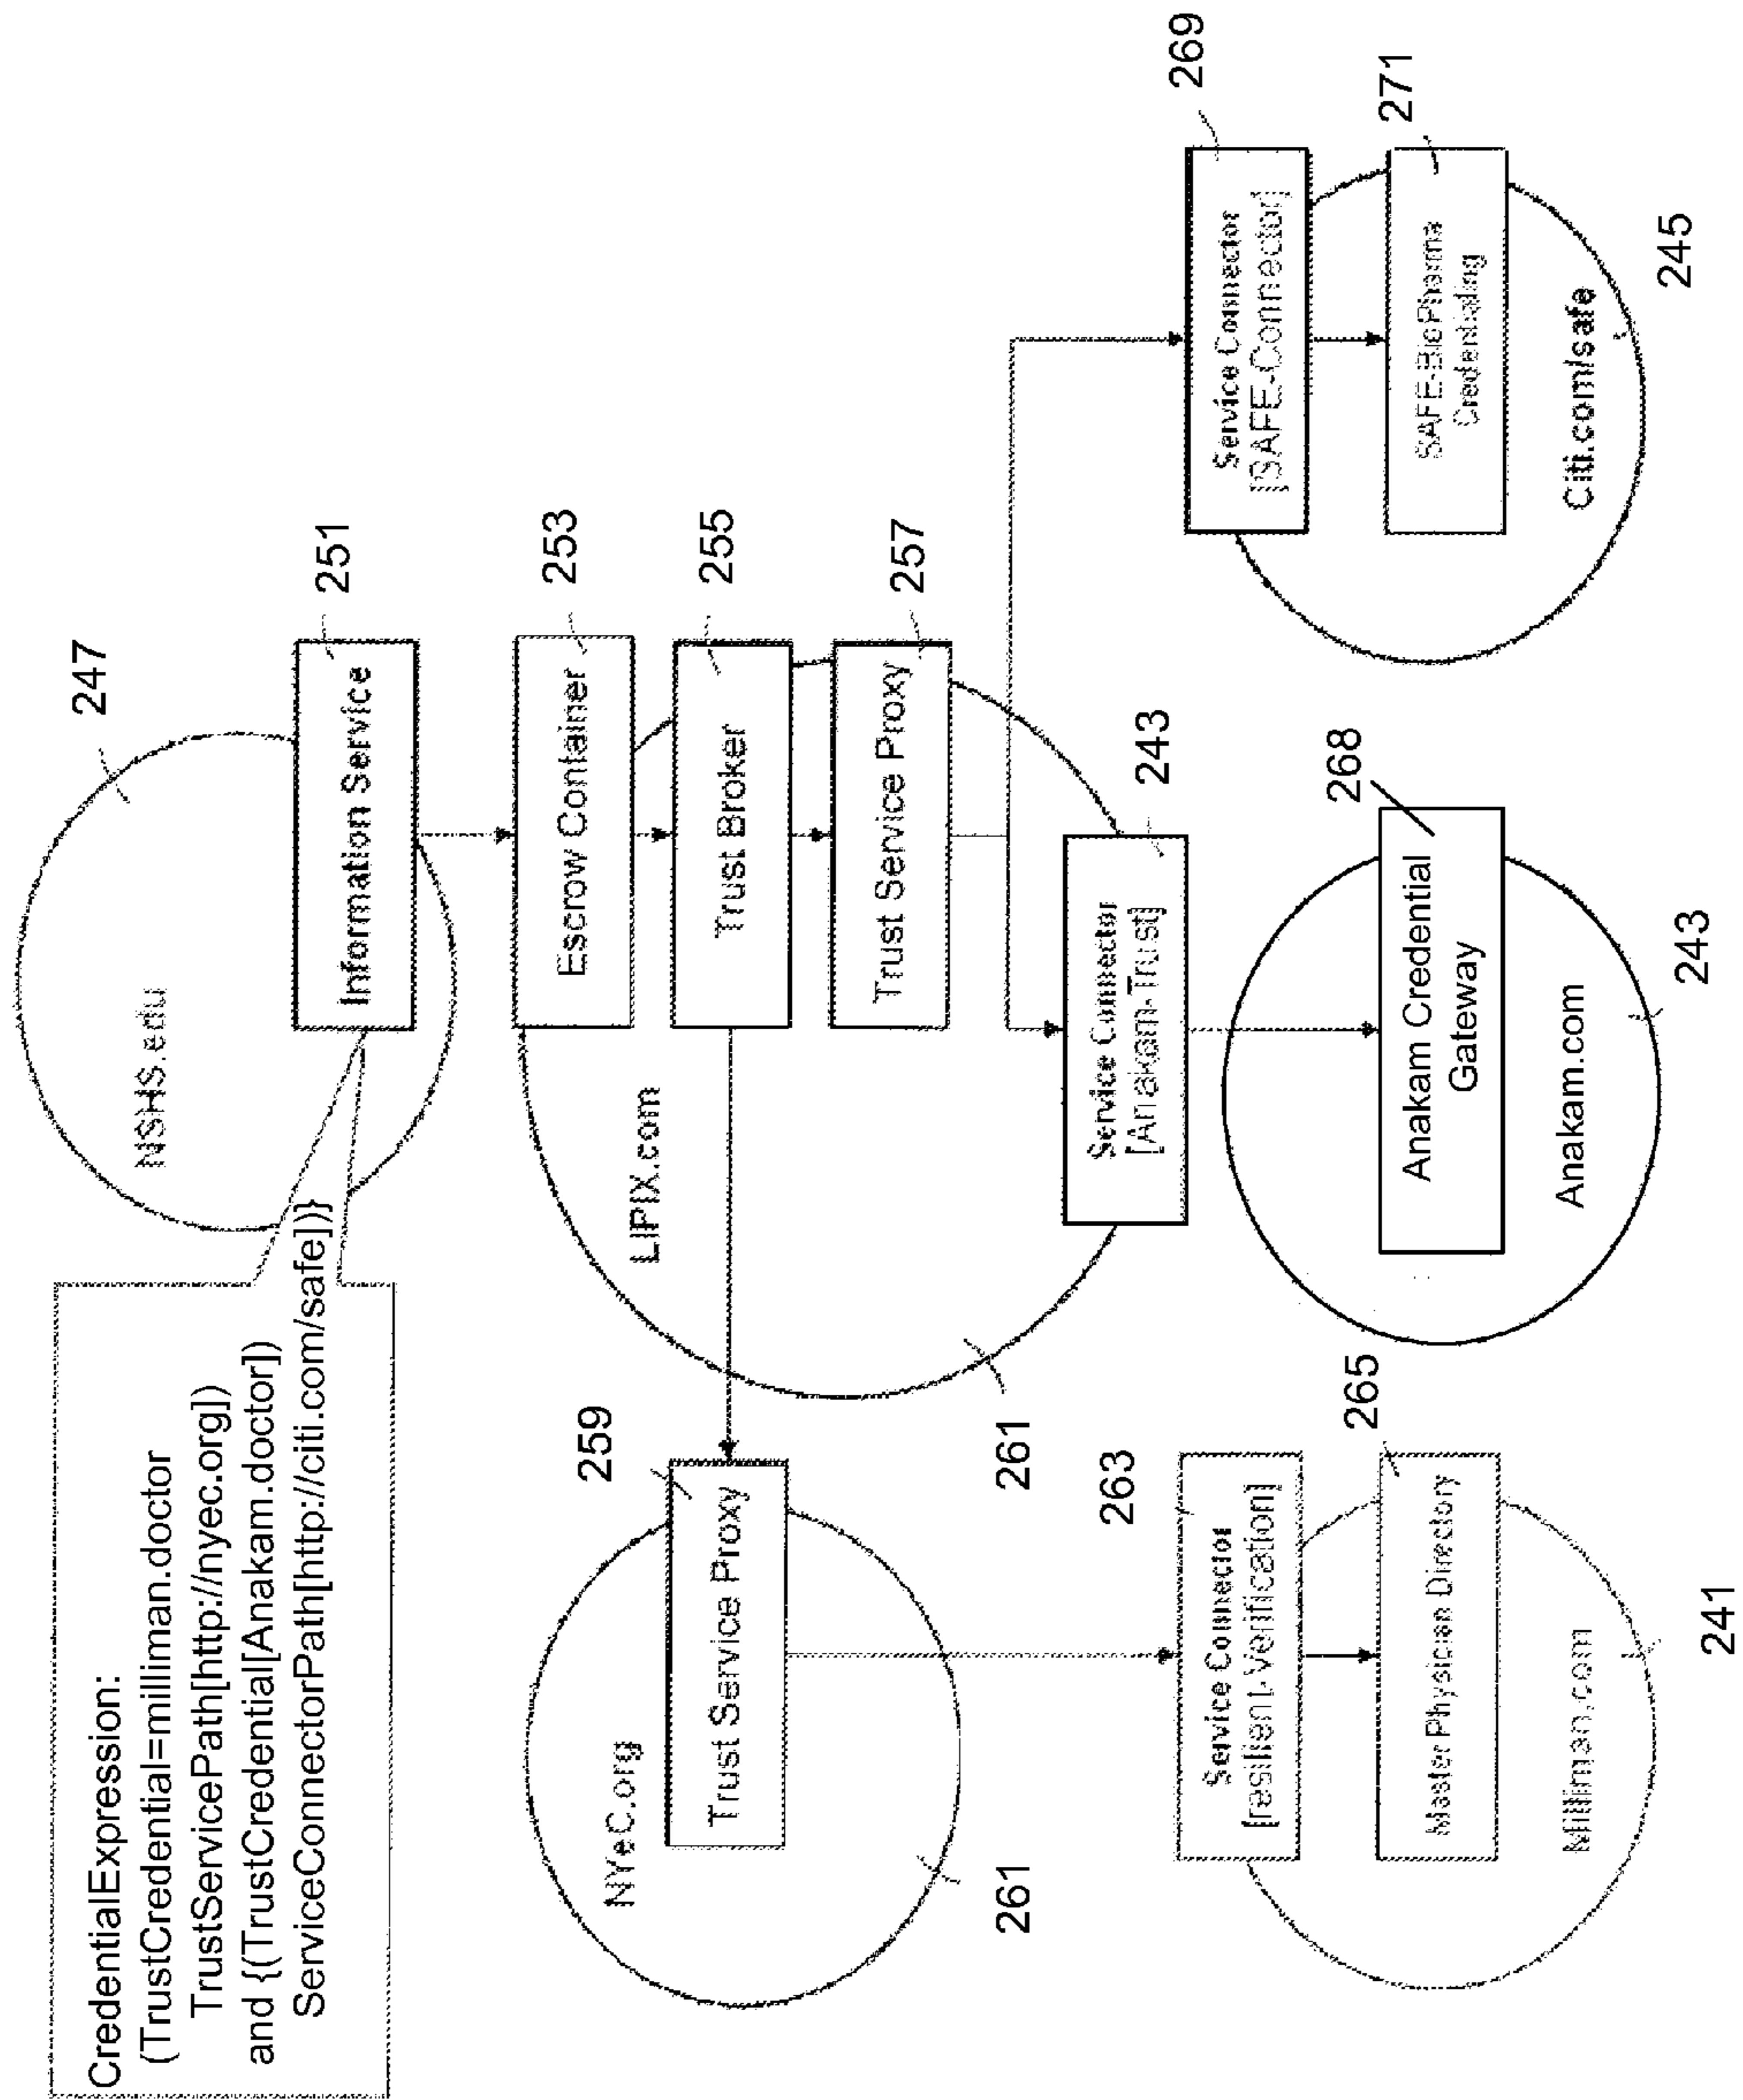 CredentialExpression:
(TrustCredential=milliman.doctor
TrustServicePath[http://nyec.org])
and {(TrustCredential[Anakam.doctor])
ServiceConnectorPath[http://citi.com/safe])}
NSHS.edu
247
Information Service
251
Escrow Container
253
LIPIX.com
Trust Broker
255
Trust Service Proxy
257
261
NYeC.org
Trust Service Proxy
259
261
Service Connector
[resilient-Verification]
263
Master Physician Directory
265
Milliman.com
241
Service Connector
[Anakam-Trust]
243
Anakam Credential
Gateway
268
Anakam.com
243
Service Connector
[SAFE-Connector]
269
SAFE-BioPharma
Credentialing
271
Citi.com/safe
245